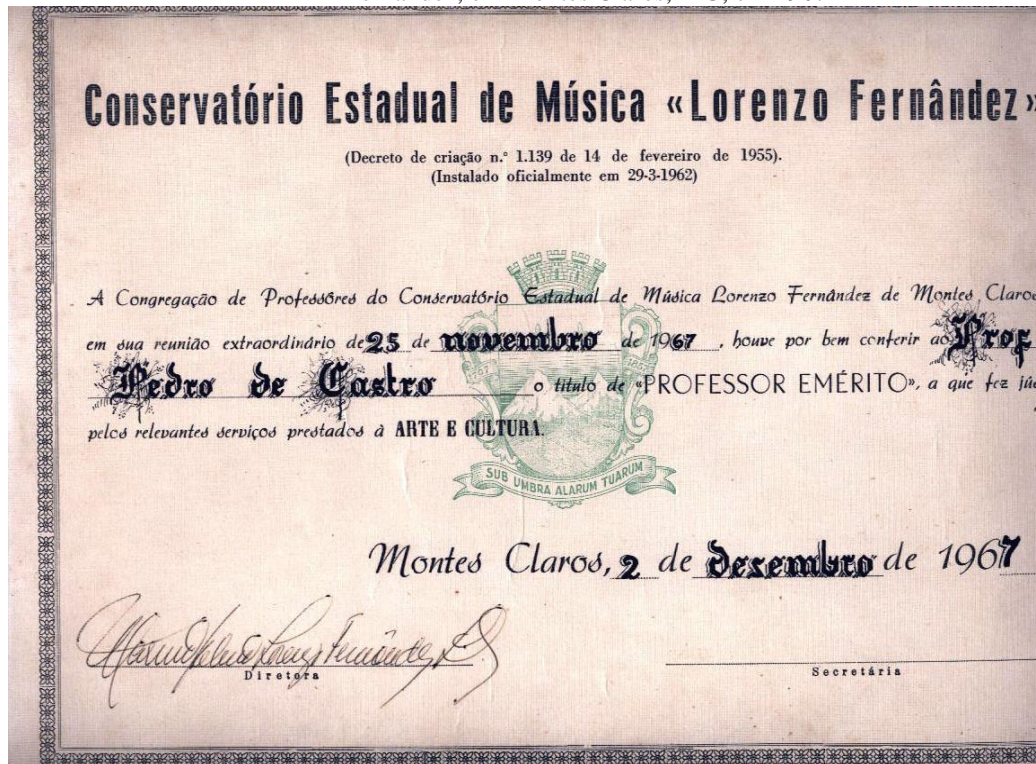 Conservatório Estadual de Música «Lorenzo Fernândez»
(Decreto de criação n.º 1.139 de 14 de fevereiro de 1955).
(Instalado oficialmente em 29-3-1962)
A Congregação de Professôres do Conservatório Estadual de Música Lorenzo Fernândez de Montes Claros
em sua reunião extraordinário de 25 de novembro de 1967, houve por bem conferir ao Prof
Pedro de Castro o título de «PROFESSOR EMÉRITO», a que fez jús
pelos relevantes serviços prestados à ARTE E CULTURA.
SUB UMBRA ALARUM TUARUM
Montes Claros, 2 de desembro de 1967
Diretora
Secretária